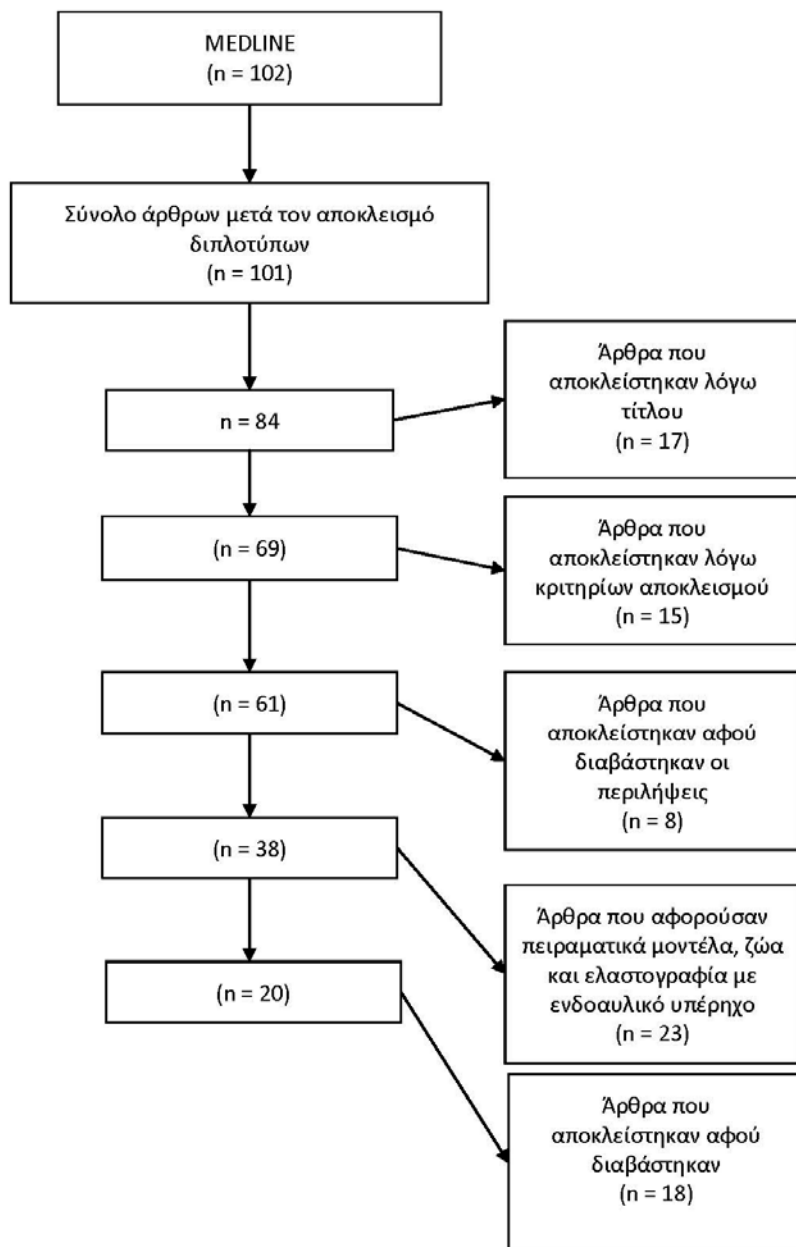 MEDLINE
(n = 102)
Σύνολο άρθρων μετά τον αποκλεισμό
διπλοτύπων
(n = 101)
Άρθρα που
αποκλείστηκαν λόγω
τίτλου
(n = 17)
n = 84
Άρθρα που
αποκλείστηκαν λόγω
κριτηρίων αποκλεισμού
(n = 15)
(n = 69)
Άρθρα που
αποκλείστηκαν αφού
διαβάστηκαν οι
περιλήψεις
(n = 8)
(n = 61)
(n = 38)
Άρθρα που αφορούσαν
πειραματικά μοντέλα, ζώα
και ελαστογραφία με
ενδοαυλικό υπέρηχο
(n = 23)
(n = 20)
Άρθρα που
αποκλείστηκαν αφού
διαβάστηκαν
(n = 18)